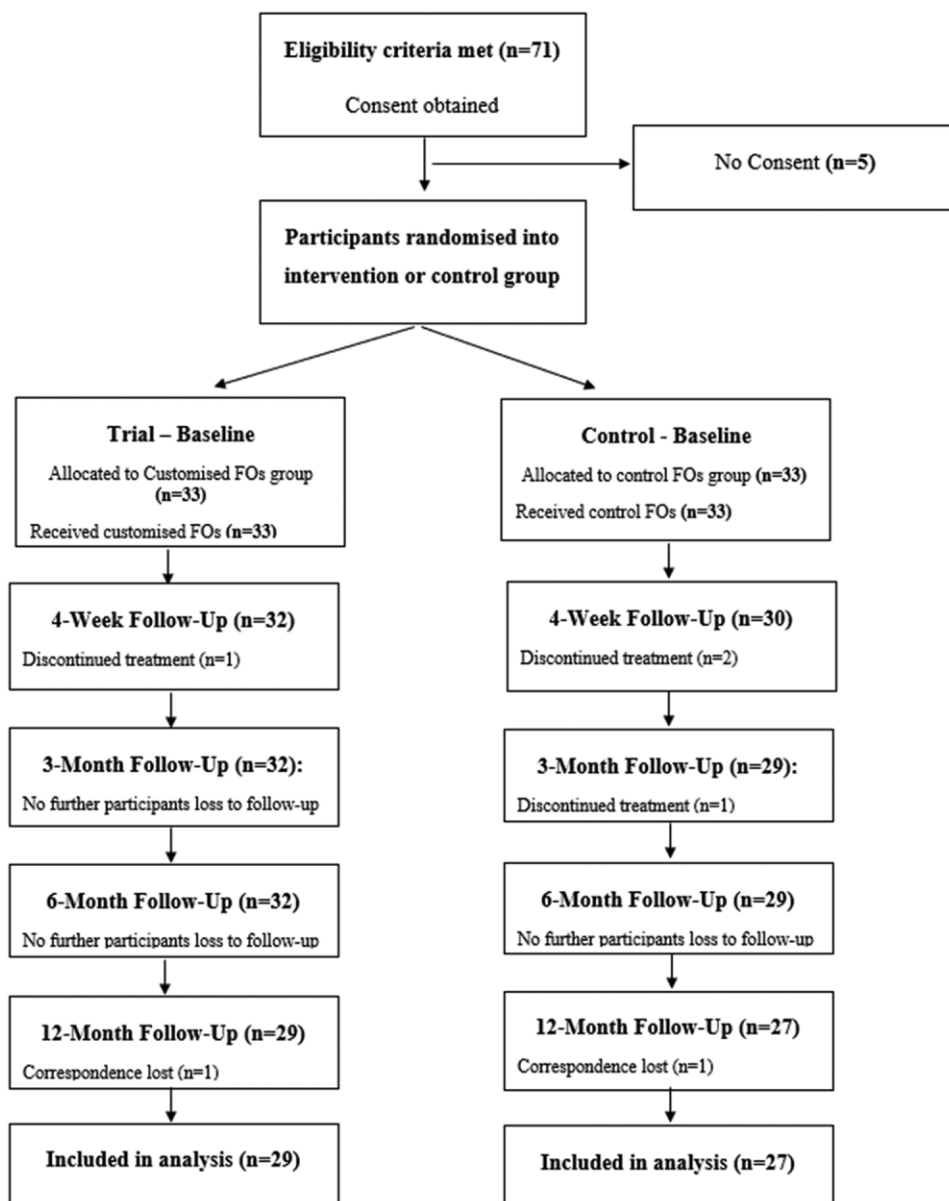 Eligibility criteria met (n=71)
Consent obtained
No Consent (n=5)
Participants randomised into
intervention or control group
Trial – Baseline
Allocated to Customised FOs group
(n=33)
Received customised FOs (n=33)
4-Week Follow-Up (n=32)
Discontinued treatment (n=1)
3-Month Follow-Up (n=32):
No further participants loss to follow-up
6-Month Follow-Up (n=32)
No further participants loss to follow-up
12-Month Follow-Up (n=29)
Correspondence lost (n=1)
Included in analysis (n=29)
Control - Baseline
Allocated to control FOs group (n=33)
Received control FOs (n=33)
4-Week Follow-Up (n=30)
Discontinued treatment (n=2)
3-Month Follow-Up (n=29):
Discontinued treatment (n=1)
6-Month Follow-Up (n=29)
No further participants loss to follow-up
12-Month Follow-Up (n=27)
Correspondence lost (n=1)
Included in analysis (n=27)